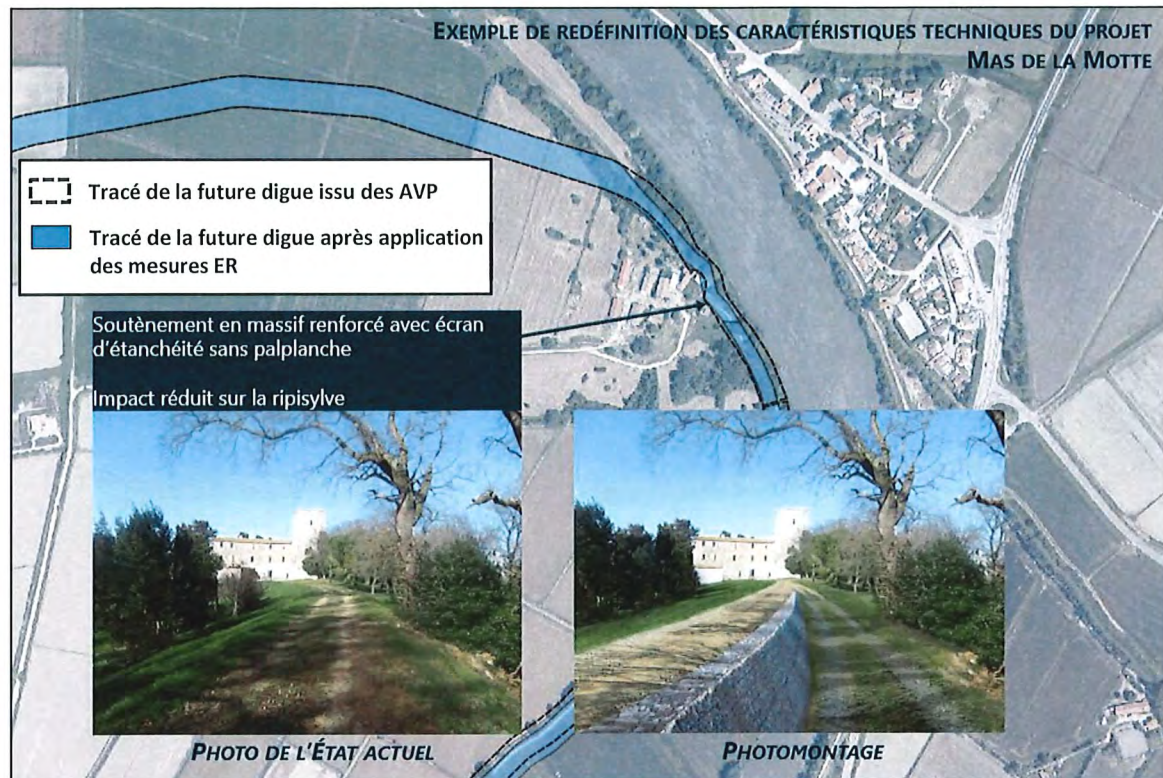 EXEMPLE DE REDÉFINITION DES CARACTÉRISTIQUES TECHNIQUES DU PROJET
MAS DE LA MOTTE
Tracé de la future digue issu des AVP
Tracé de la future digue après application
des mesures ER
Soutènement en massif renforcé avec écran
d'étanchéité sans palplanche
Impact réduit sur la ripisylve
PHOTO DE L'ÉTAT ACTUEL
PHOTOMONTAGE